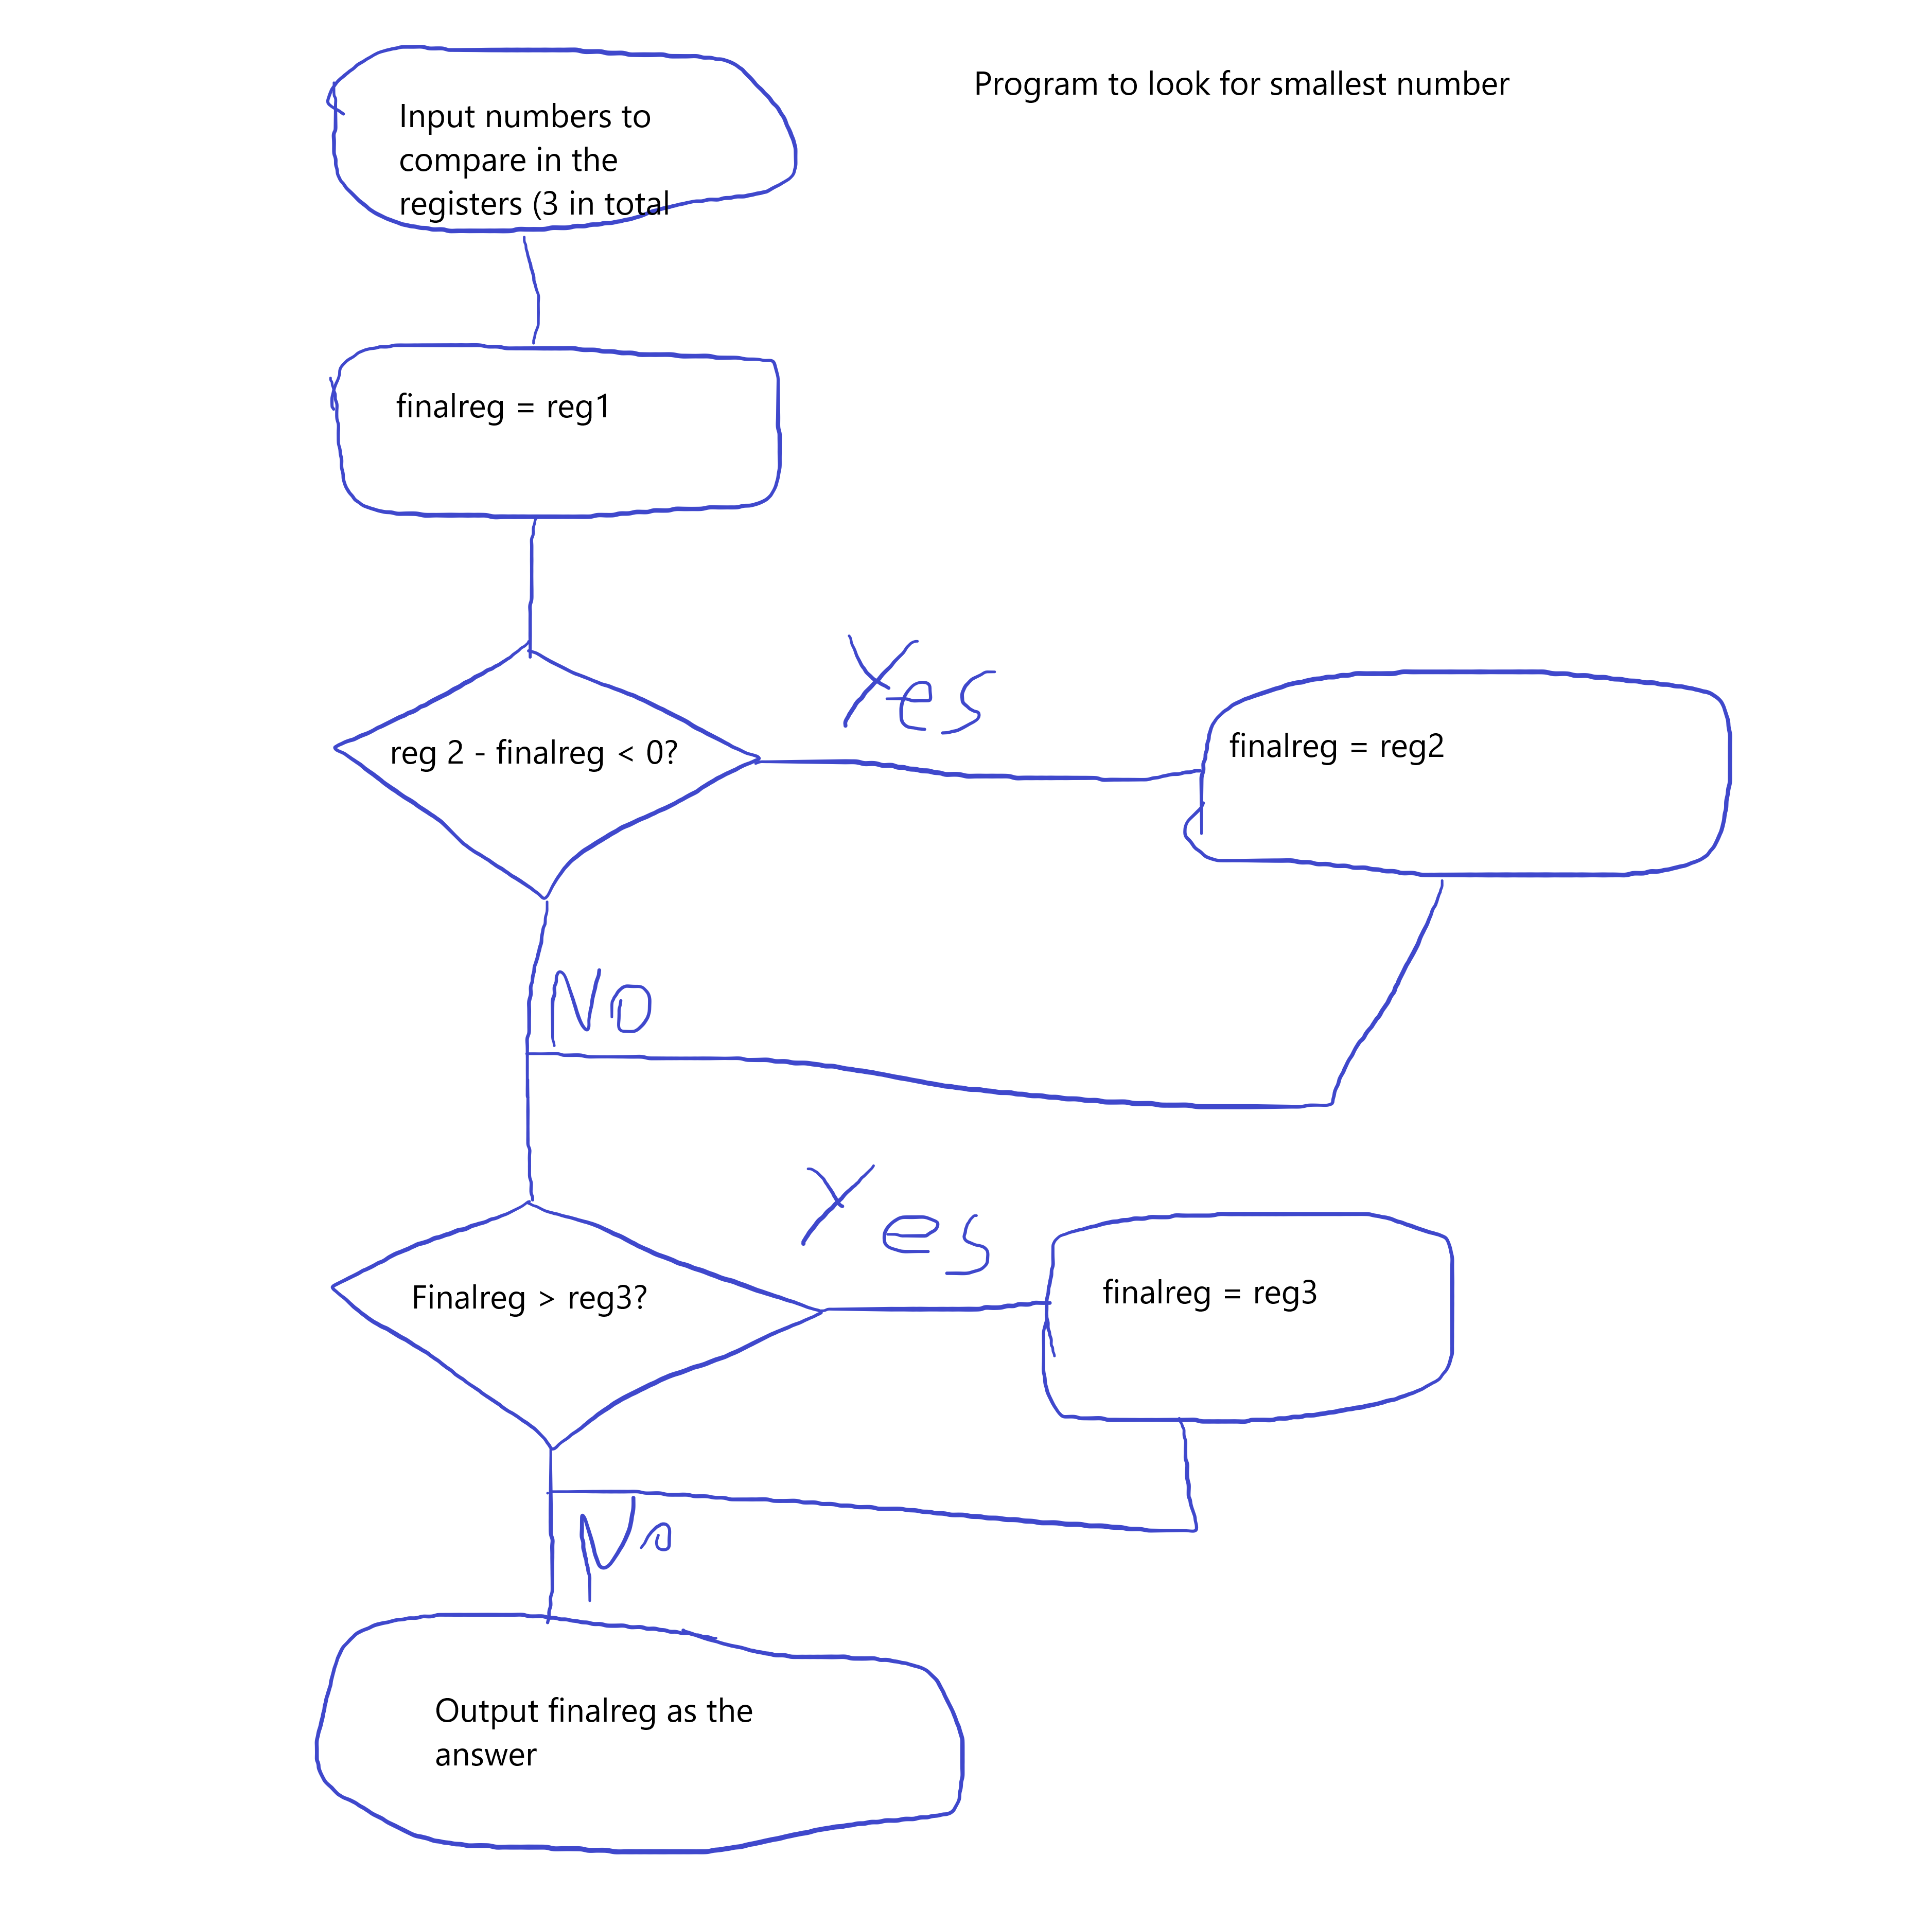 Program to look for smallest number
Input numbers to
compare in the
registers (3 in total
finalreg = reg1
reg 2 - finalreg < 0?
Yes
finalreg = reg2
No
Finalreg > reg3?
Yes
finalreg = reg3
No
Output finalreg as the
answer